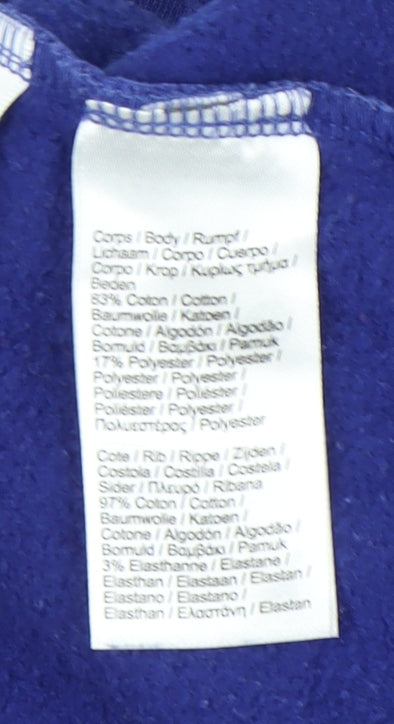 Corps / Body / Rumpf /
Lichaam / Corpo / Cuerpo /
Corpo / Krop / Κυρίως τμήμα /
Beden
83% Coton / Cotton /
Baumwolle / Katoen /
Cotone / Algodón / Algodão /
Bomuld / Βαμβάκι / Pamuk
17% Polyester / Polyester /
Polyester / Polyester /
Poliestere / Poliéster /
Poliéster / Polyester /
Πολυεστέρας / Polyester
Cote / Rib / Rippe / Zijden /
Costola / Costilla / Costela /
Sider / Πλευρό / Ribana
97% Coton / Cotton /
Baumwolle / Katoen /
Cotone / Algodón / Algodão /
Bomuld / Βαμβάκι / Pamuk
3% Elasthanne / Elastane /
Elasthan / Elastaan / Elastan /
Elastano / Elastano /
Elasthan / Ελαστάνη / Elastan